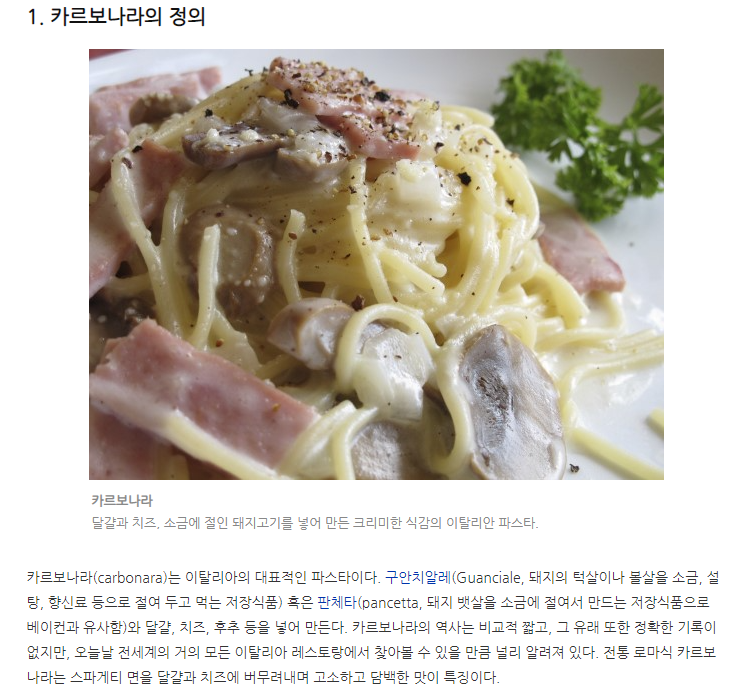 1. 카르보나라의 정의
카르보나라
달걀과 치즈, 소금에 절인 돼지고기를 넣어 만든 크리미한 식감의 이탈리안 파스타.
카르보나라(carbonara)는 이탈리아의 대표적인 파스타이다. 구안치알레(Guanciale, 돼지의 턱살이나 볼살을 소금, 설
탕, 향신료 등으로 절여 두고 먹는 저장식품) 혹은 판체타(pancetta, 돼지 뱃살을 소금에 절여서 만드는 저장식품으로
베이컨과 유사함)와 달걀, 치즈, 후추 등을 넣어 만든다. 카르보나라의 역사는 비교적 짧고, 그 유래 또한 정확한 기록이
없지만, 오늘날 전세계의 거의 모든 이탈리아 레스토랑에서 찾아볼 수 있을 만큼 널리 알려져 있다. 전통 로마식 카르보
나라는 스파게티 면을 달걀과 치즈에 버무려내며 고소하고 담백한 맛이 특징이다.